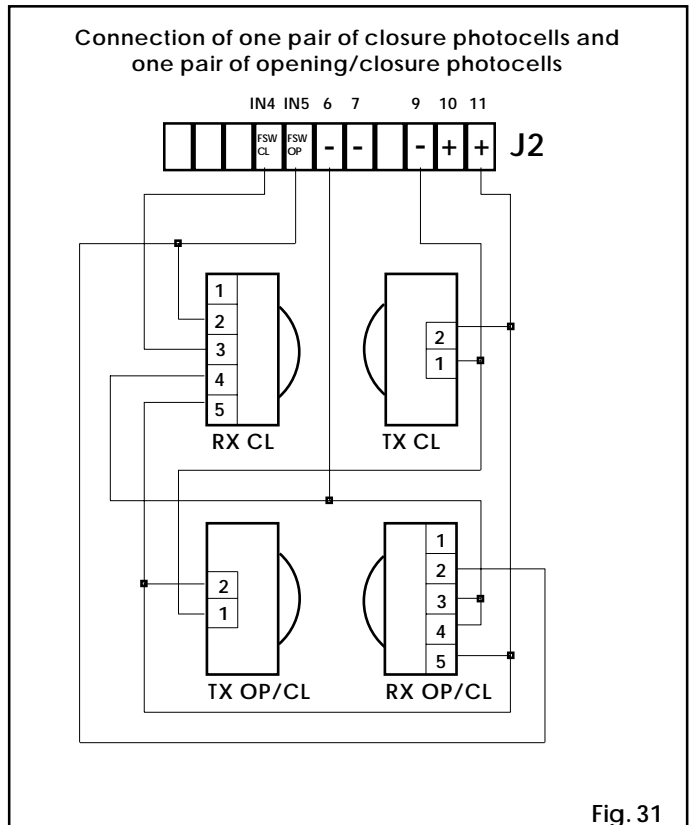 Connection of one pair of closure photocells and
one pair of opening/closure photocells
IN4 IN5 6 7 9 10 11
FSW CL FSW OP - - - + + J2
1
2
3
4
5
RX CL
2
1
TX CL
2
1
TX OP/CL
1
2
3
4
5
RX OP/CL
Fig. 31